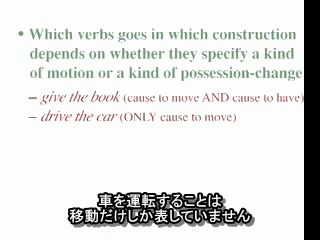 • Which verbs goes in which construction
depends on whether they specify a kind
of motion or a kind of possession-change
– give the book (cause to move AND cause to have)
– drive the car (ONLY cause to move)
車を運転することは
移動だけしか表していません